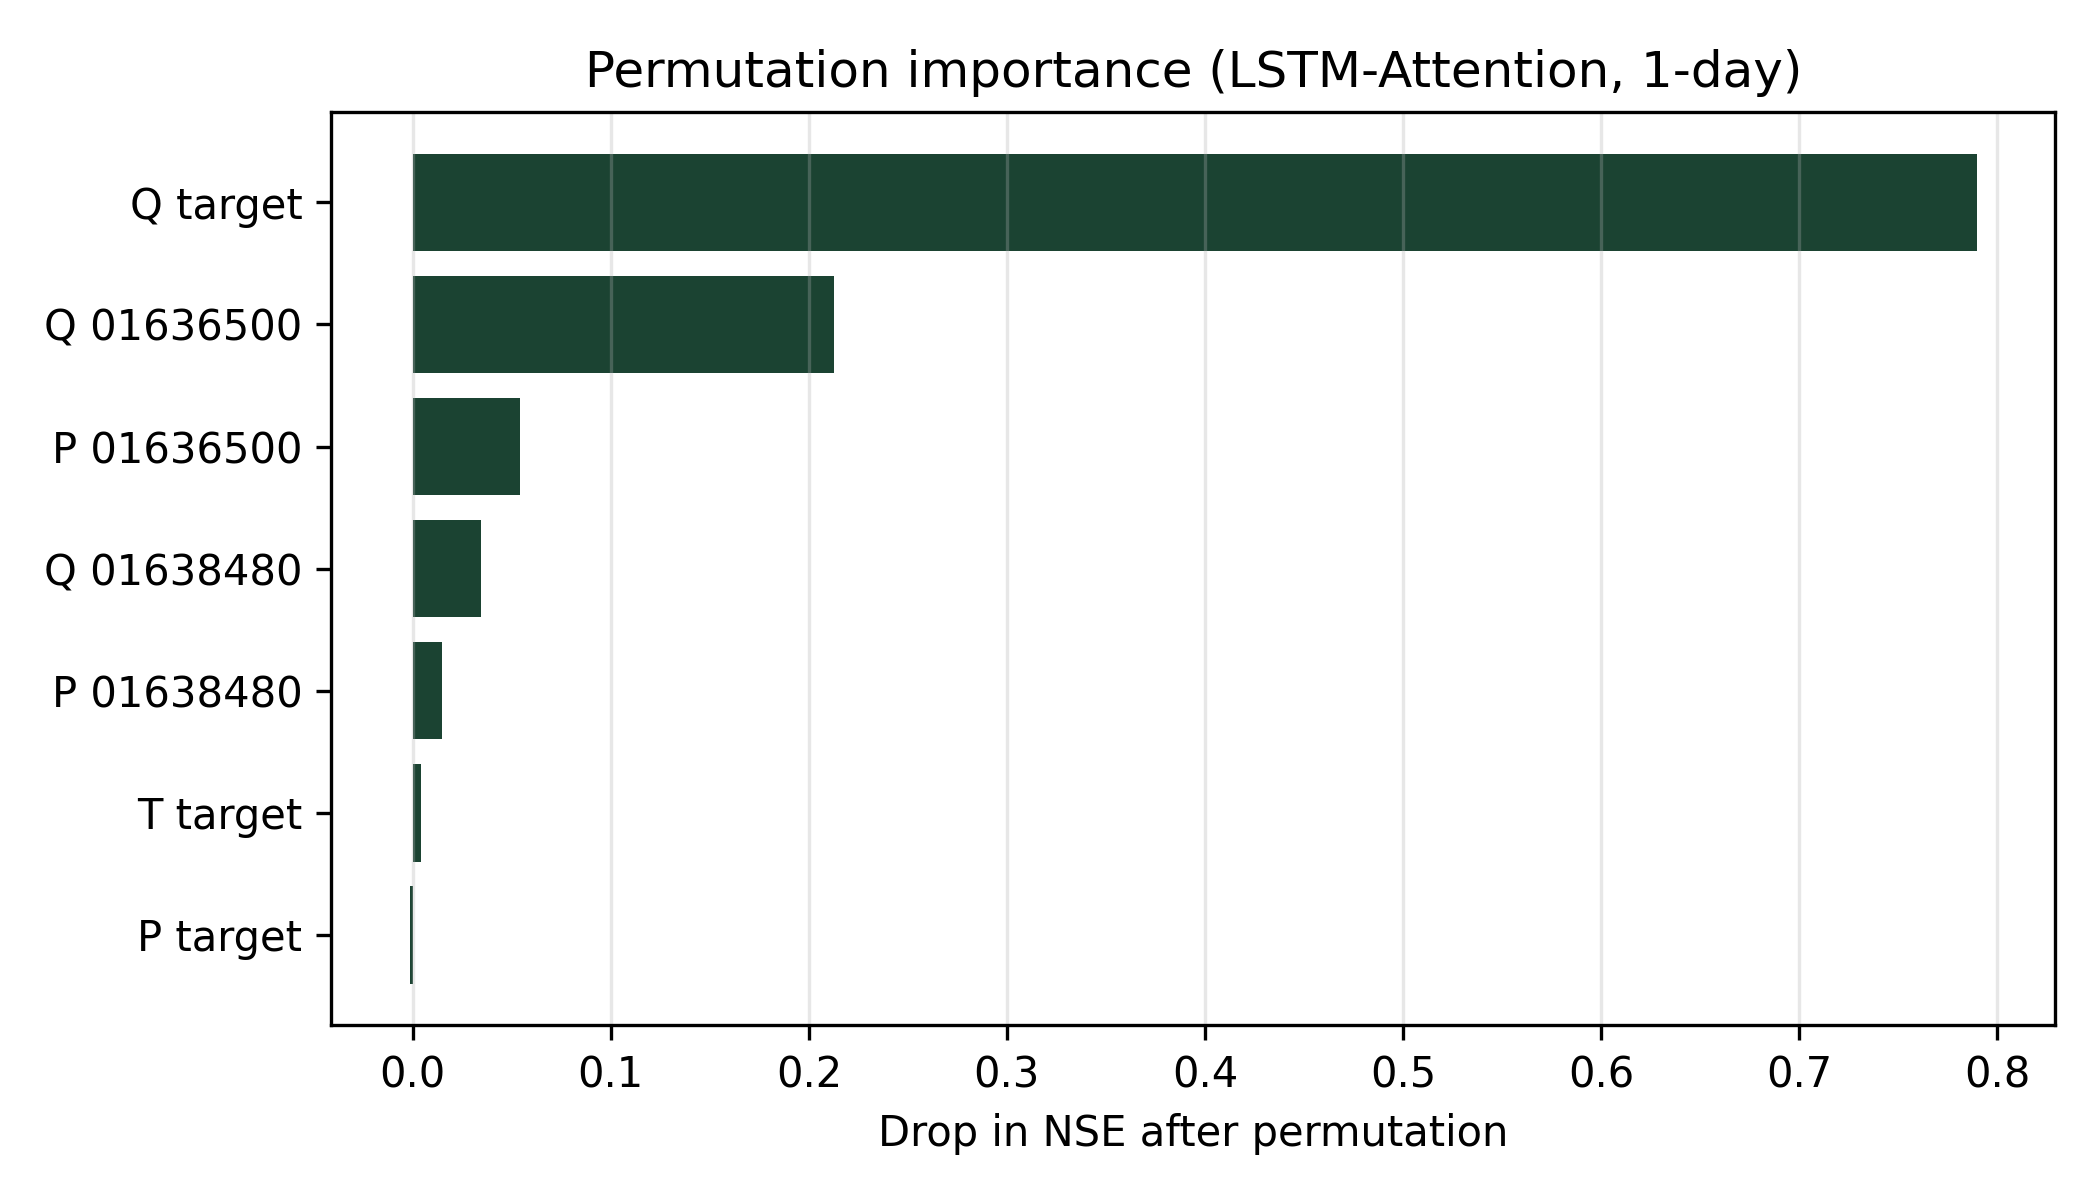 Permutation importance (LSTM-Attention, 1-day)
Q target
Q 01636500
P 01636500
Q 01638480
P 01638480
T target
P target
0.0 0.1 0.2 0.3 0.4 0.5 0.6 0.7 0.8
Drop in NSE after permutation